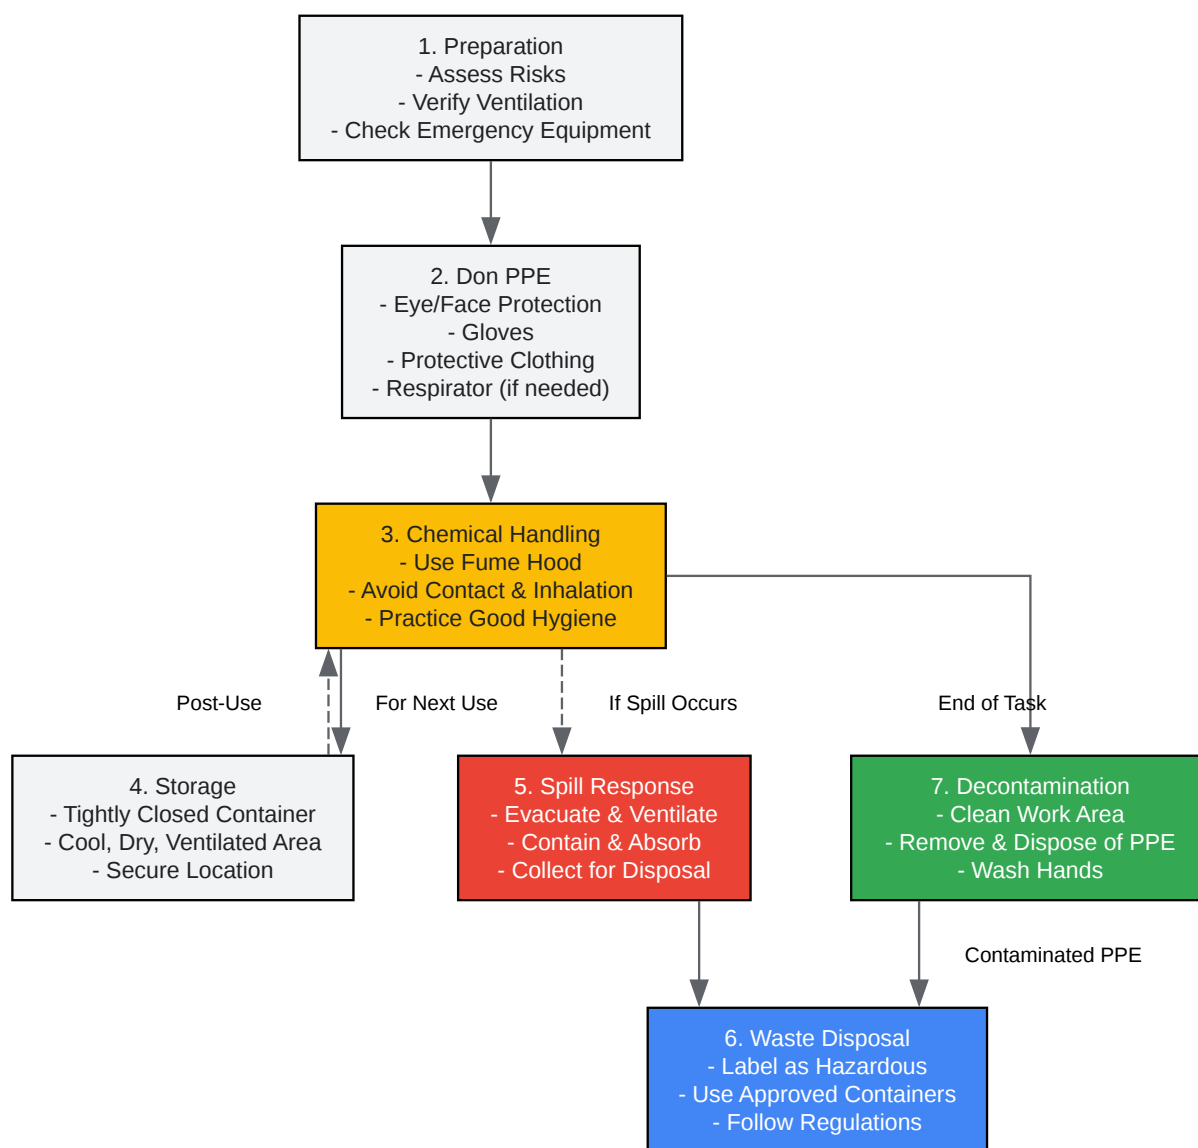 1. Preparation
- Assess Risks
- Verify Ventilation
- Check Emergency Equipment
2. Don PPE
- Eye/Face Protection
- Gloves
- Protective Clothing
- Respirator (if needed)
3. Chemical Handling
- Use Fume Hood
- Avoid Contact & Inhalation
- Practice Good Hygiene
Post-Use
For Next Use
If Spill Occurs
End of Task
4. Storage
- Tightly Closed Container
- Cool, Dry, Ventilated Area
- Secure Location
5. Spill Response
- Evacuate & Ventilate
- Contain & Absorb
- Collect for Disposal
7. Decontamination
- Clean Work Area
- Remove & Dispose of PPE
- Wash Hands
Contaminated PPE
6. Waste Disposal
- Label as Hazardous
- Use Approved Containers
- Follow Regulations